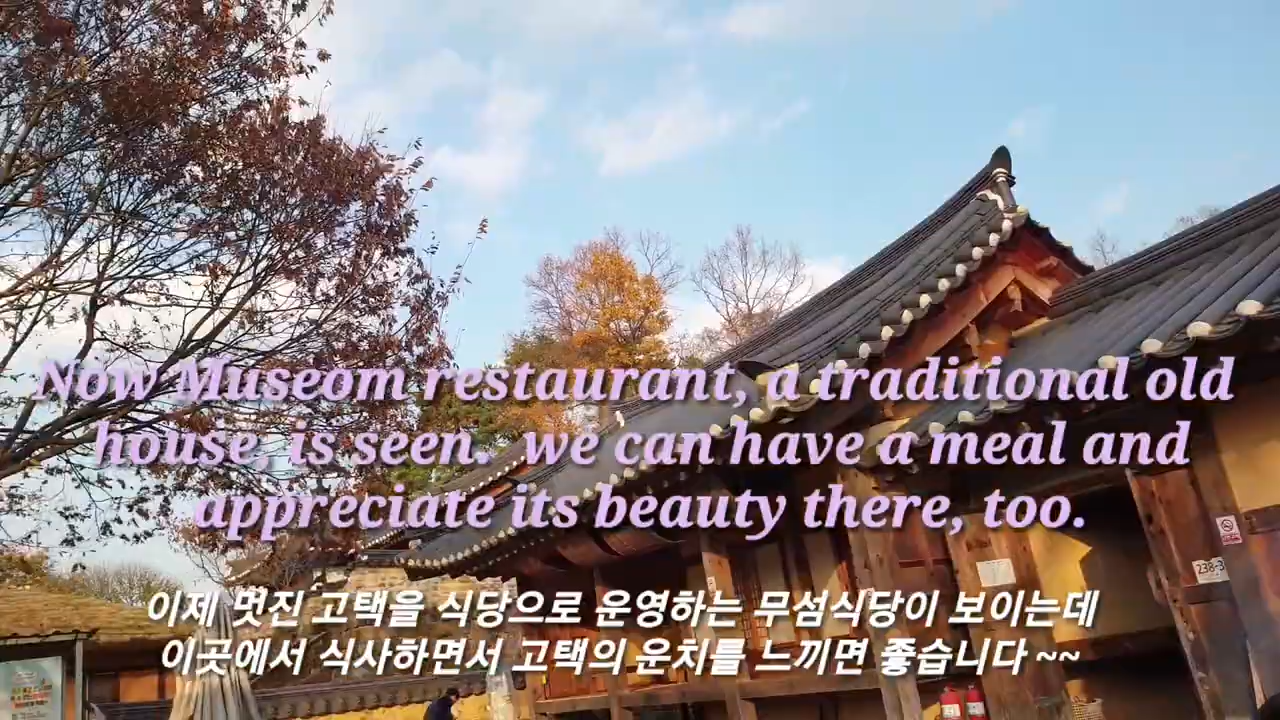 Now Museom restaurant, a traditional old
house, is seen. we can have a meal and
appreciate its beauty there, too.
이제 멋진 고택을 식당으로 운영하는 무섬식당이 보이는데
이곳에서 식사하면서 고택의 운치를 느끼면 좋습니다 ~~
238-3